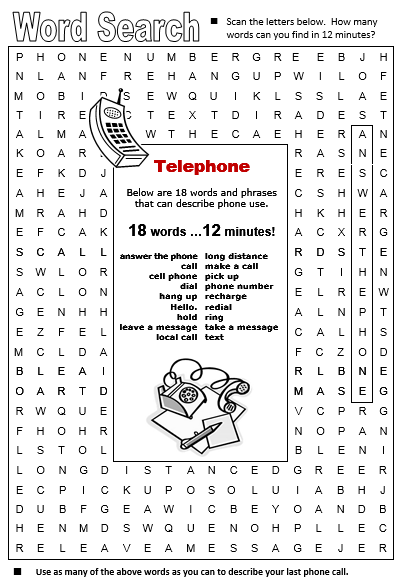 Word Search
■ Scan the letters below. How many
words can you find in 12 minutes?
P H O N E N U M B E R G R E E B J H
N L A N F R E H A N G U P W I L O F
M O B I D S E W Q U I K L S S L A E
T I R E C T E X T D I R A D E S T
A L M A W T H E C A E H E R A N
K O A R R A S N E
E F K D J E R E S C
A H E J A C S H W A
M R A H D H K H E R
E F C A K A C X R G
S C A L L R D S T E
S W L O R G T I H N
A C L O N E L R E W
G E N H H A L N P T
E Z F E L C A L H S
M C L D A F C Z O D
B L E A I R L B N E
O A R T D M A S E G
R W Q U E V C P R G
F H O H R N O P A N
L S T O L B L E N I
L O N G D I S T A N C E D G R E E R
E C P I C K U P O S O L U I A B H J
D U B F G E A W I C B E Y O A N D B
H E N M D S W Q U E N O H P L L E C
R E L E A V E A M E S S A G E J E R
Telephone
Below are 18 words and phrases
that can describe phone use.
18 words ...12 minutes!
answer the phone long distance
call make a call
cell phone pick up
dial phone number
hang up recharge
Hello. redial
hold ring
leave a message take a message
local call text
■ Use as many of the above words as you can to describe your last phone call.